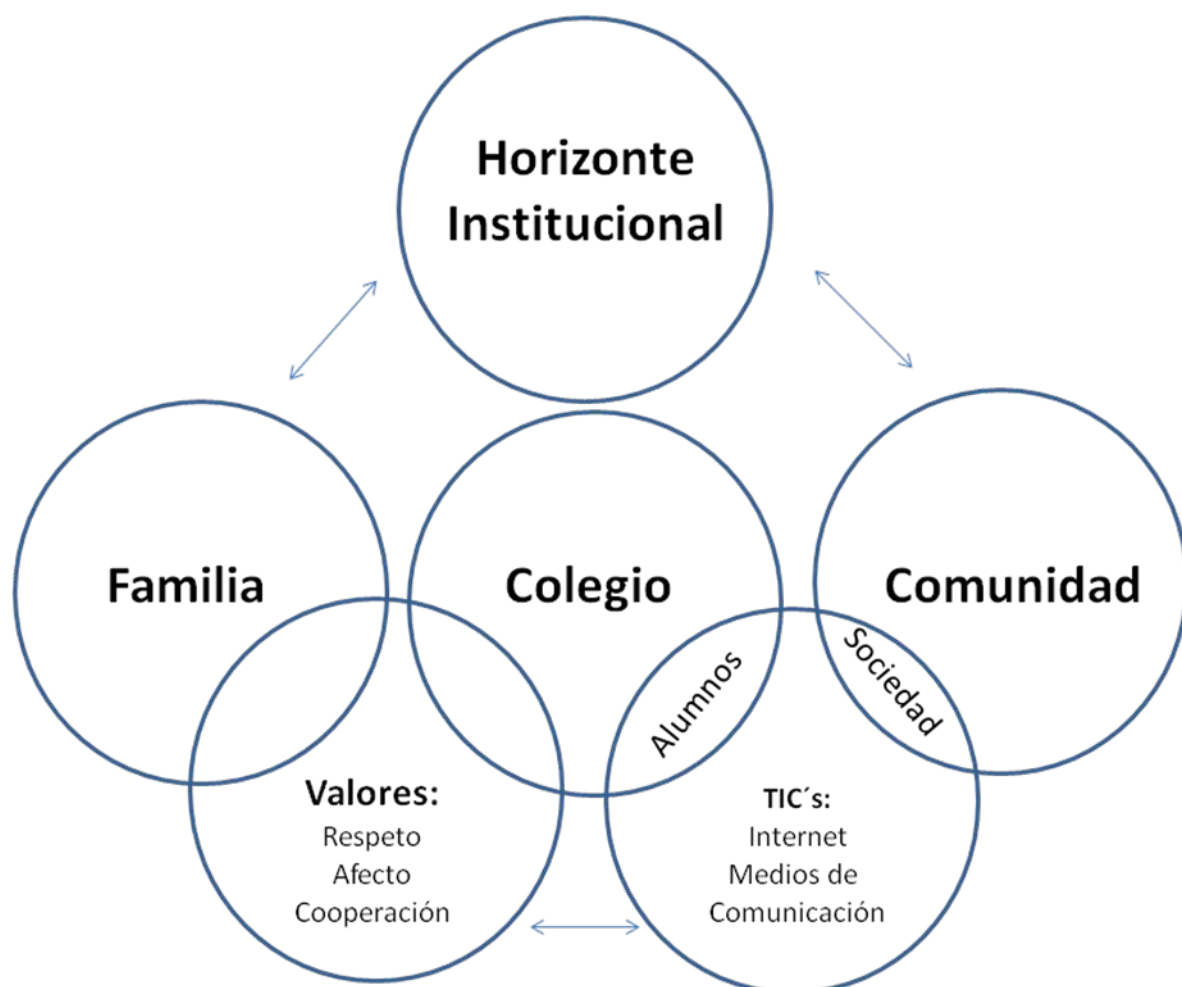 Horizonte
Institucional
Familia
Colegio
Comunidad
Alumnos
Sociedad
Valores:
Respeto
Afecto
Cooperación
TIC´s:
Internet
Medios de
Comunicación